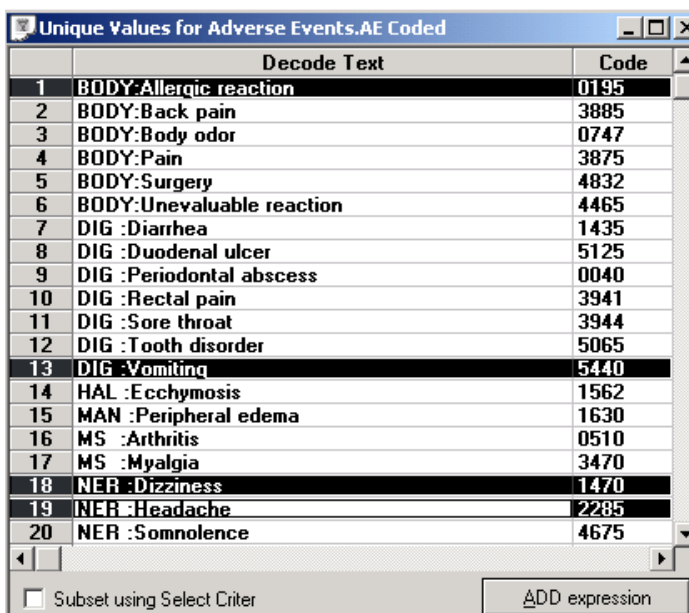 Unique Values for Adverse Events.AE Coded
Decode Text Code
1 BODY:Allergic reaction 0195
2 BODY:Back pain 3885
3 BODY:Body odor 0747
4 BODY:Pain 3875
5 BODY:Surgery 4832
6 BODY:Unevaluable reaction 4465
7 DIG :Diarrhea 1435
8 DIG :Duodenal ulcer 5125
9 DIG :Periodontal abscess 0040
10 DIG :Rectal pain 3941
11 DIG :Sore throat 3944
12 DIG :Tooth disorder 5065
13 DIG :Vomiting 5440
14 HAL :Ecchymosis 1562
15 MAN :Peripheral edema 1630
16 MS :Arthritis 0510
17 MS :Myalgia 3470
18 NER :Dizziness 1470
19 NER :Headache 2285
20 NER :Somnolence 4675
Subset using Select Criter ADD expression